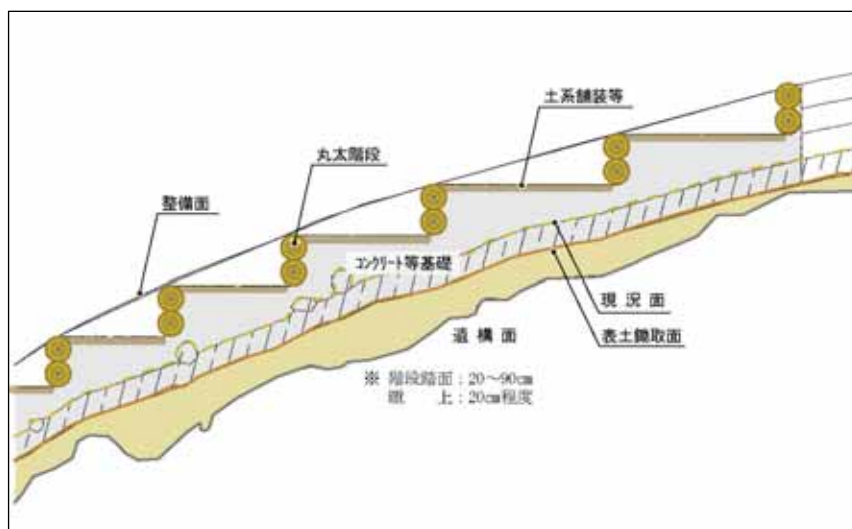 土系舗装等
丸太階段
整備面
コンクリート等基礎
現況面
遺構面
表土鋤取面
※ 階段踏面：20～90㎝
蹴 上：20㎝程度